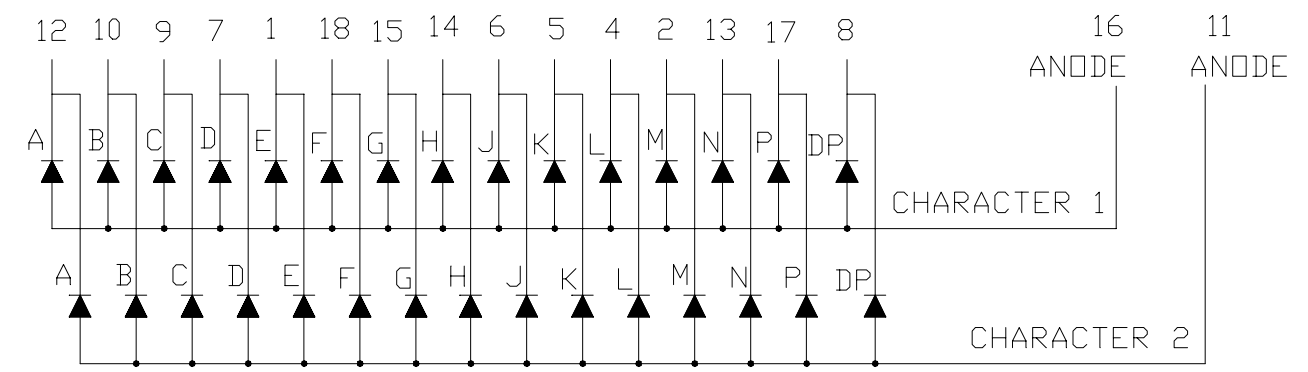 12 10 9 7 1 18 15 14 6 5 4 2 13 17 8 16 11
ANODE ANODE
A B C D E F G H J K L M N P DP
CHARACTER 1
A B C D E F G H J K L M N P DP
CHARACTER 2